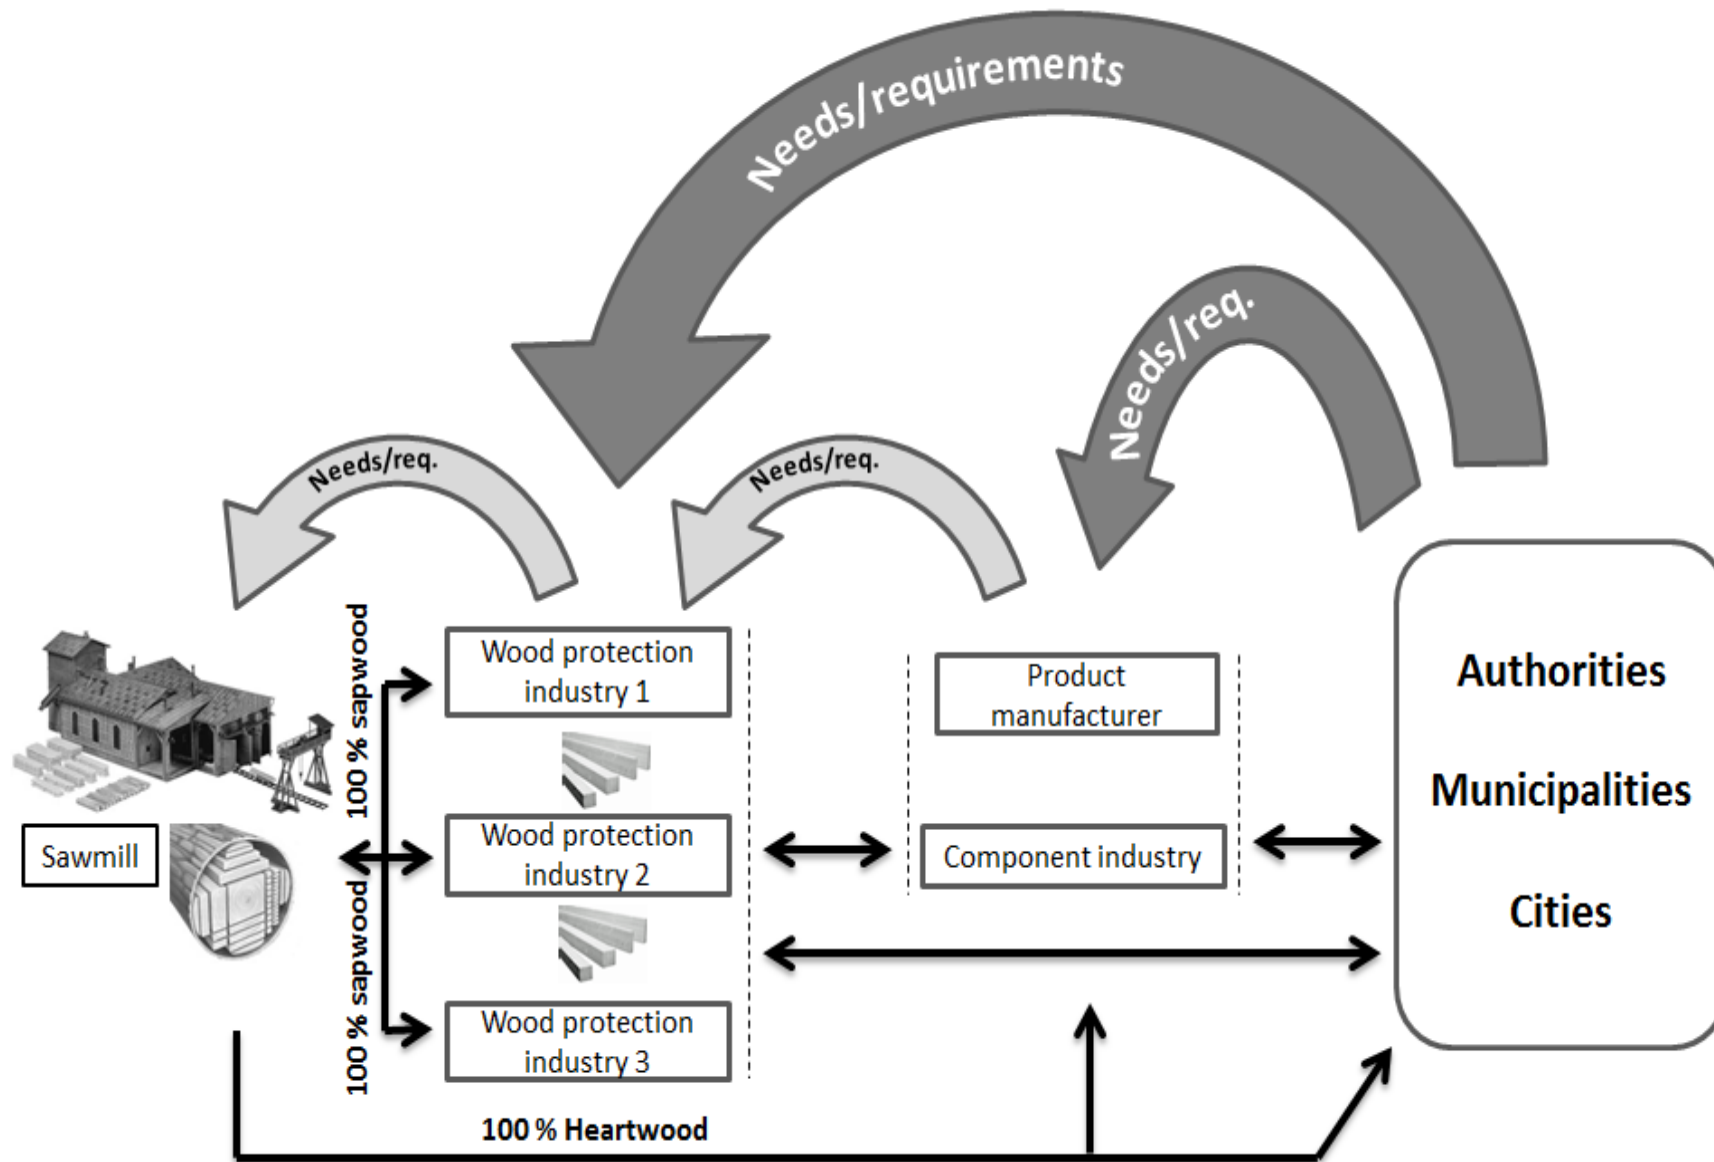 Needs/requirements
Needs/req.
Needs/req.
Needs/req.
100 % sapwood
100 % sapwood
Sawmill
Wood protection
industry 1
Wood protection
industry 2
Wood protection
industry 3
Product
manufacturer
Component industry
Authorities
Municipalities
Cities
100 % Heartwood